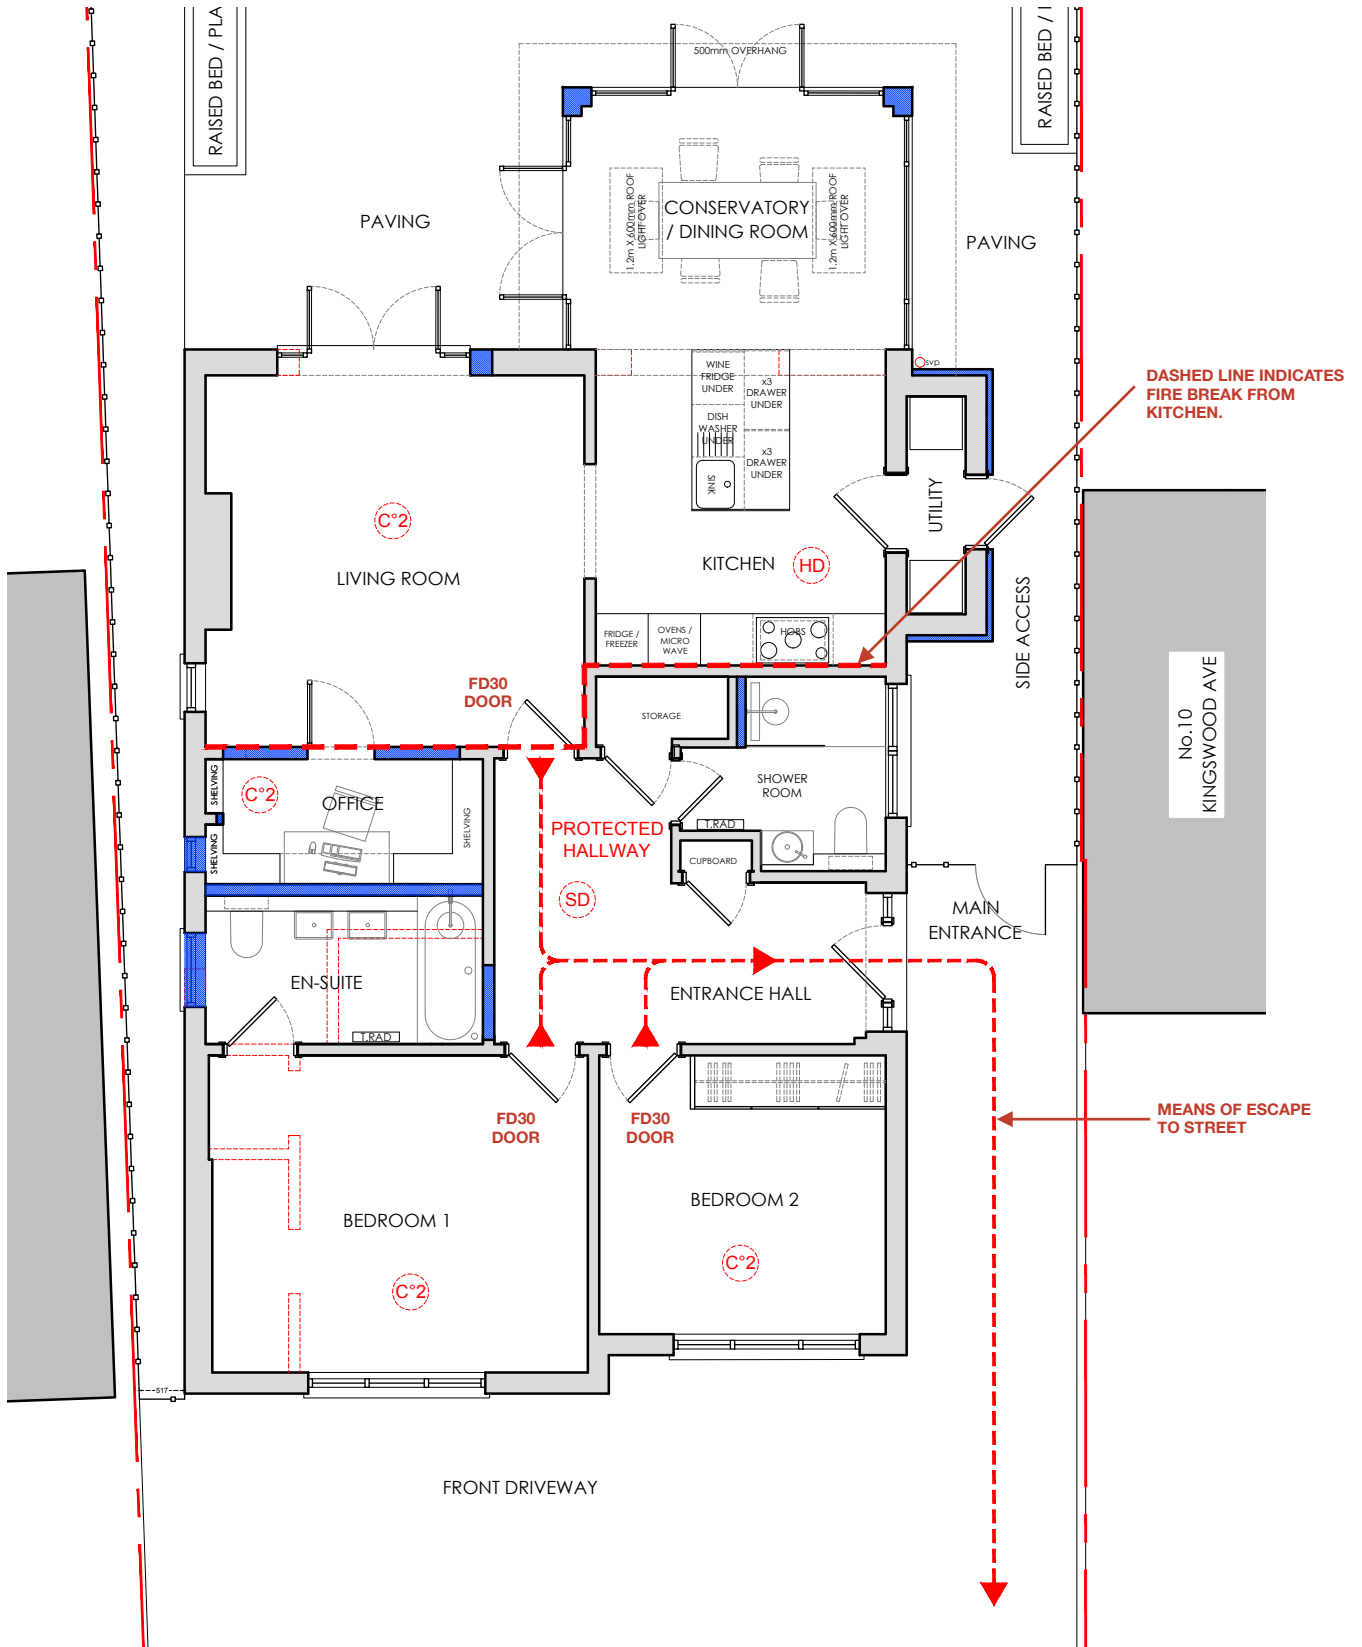 RAISED BED / PLA
RAISED BED / 
500mm OVERHANG
PAVING
CONSERVATORY
/ DINING ROOM
1.2m X 600mm ROOF
LIGHT OVER
1.2m X 600mm ROOF
LIGHT OVER
PAVING
svp
WINE
FRIDGE
UNDER
x3
DRAWER
UNDER
DISH
WASHER
UNDER
x3
DRAWER
UNDER
SINK
DASHED LINE INDICATES
FIRE BREAK FROM
KITCHEN.
UTILITY
C°2
LIVING ROOM
KITCHEN
HD
FRIDGE /
FREEZER
OVENS /
MICRO
WAVE
HOBS
SIDE ACCESS
No.10
KINGSWOOD AVE
FD30
DOOR
STORAGE
SHELVING
C°2
OFFICE
SHELVING
SHELVING
PROTECTED
HALLWAY
SHOWER
ROOM
T.RAD
CUPBOARD
SD
MAIN
ENTRANCE
EN-SUITE
T.RAD
ENTRANCE HALL
FD30
DOOR
FD30
DOOR
MEANS OF ESCAPE
TO STREET
BEDROOM 1
C°2
BEDROOM 2
C°2
517
FRONT DRIVEWAY